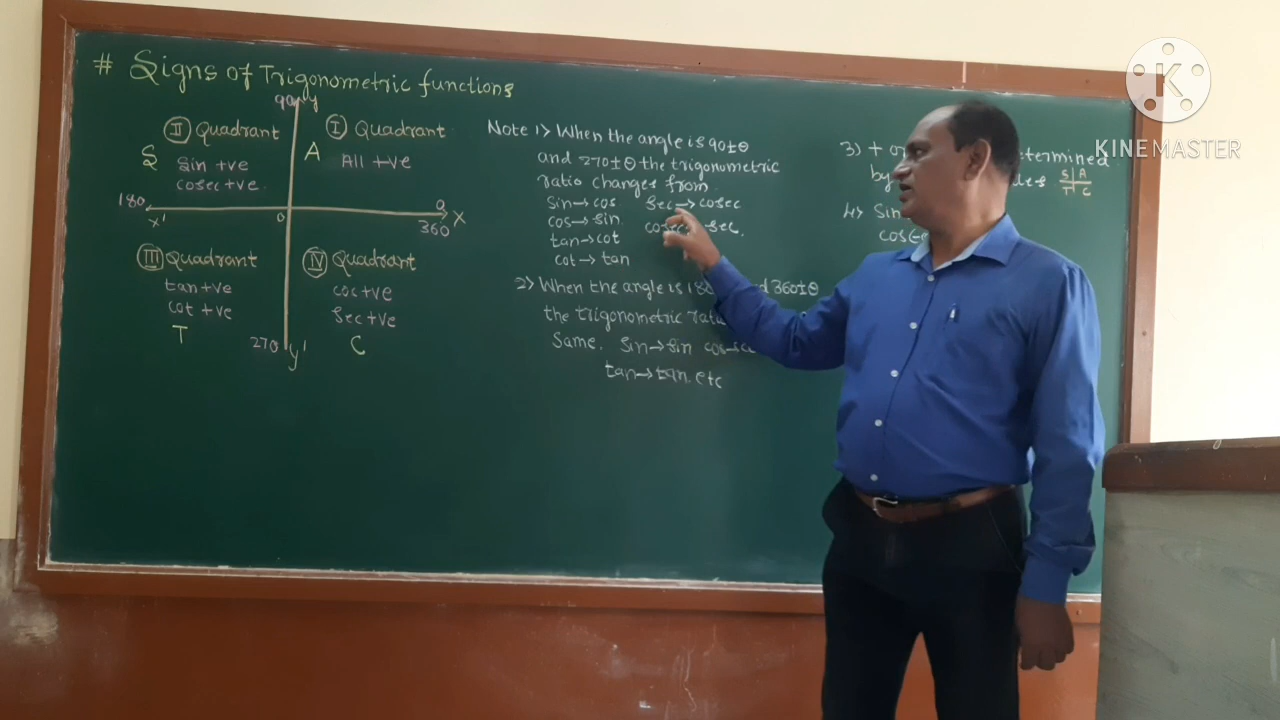 # Signs of Trigonometric functions
90 y
II Quadrant
I Quadrant
S
sin +ve
cosec +ve
A
All +ve
180
x'
0
0
360
X
III Quadrant
tan +ve
cot +ve
T
IV Quadrant
cos +ve
Sec +ve
C
270 y'
Note 1) When the angle is 90±θ
and 270±θ the trigonometric
ratio changes from
Sin → cos Sec → cosec
cos → sin sec.
tan → cot
cot → tan
2) When the angle is 360±θ
the trigonometric
Same. Sin → sin
tan → tan. etc
3) +
by
S A
T C
4) Sin
KINEMASTER